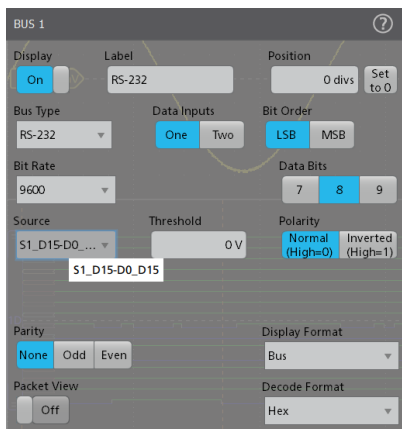 BUS 1
?
Display Label Position
On RS-232 0 divs Set to 0
Bus Type Data Inputs Bit Order
RS-232 One Two LSB MSB
Bit Rate Data Bits
9600 7 8 9
Source Threshold Polarity
S1_D15-D0_... 0 V Normal (High=0) Inverted (High=1)
S1_D15-D0_D15
Parity Display Format
None Odd Even Bus
Packet View Decode Format
Off Hex